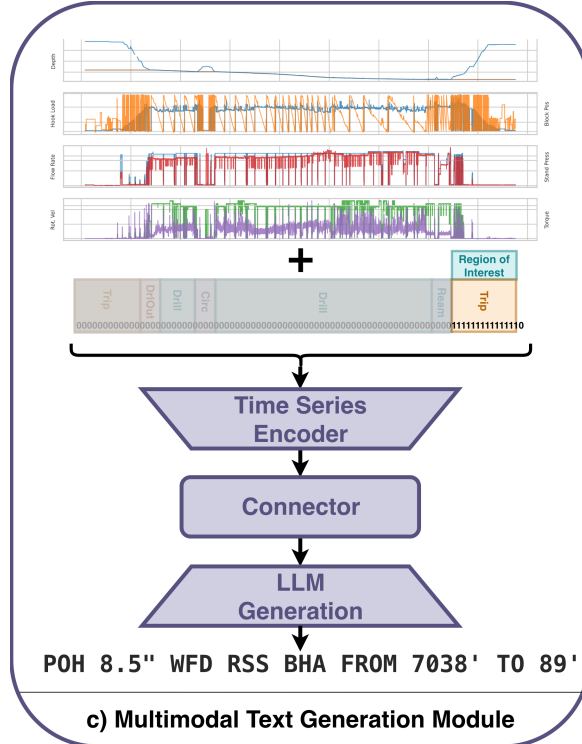 Depth
Hook Load
Block Pos
Flow Rate
Stand Press
Rot. Vel
Torque
+
Region of
Interest
Trip
DrlOut
Drill
Circ
Drill
Ream
Trip
Time Series
Encoder
Connector
LLM
Generation
POH 8.5" WFD RSS BHA FROM 7038' TO 89'
c) Multimodal Text Generation Module